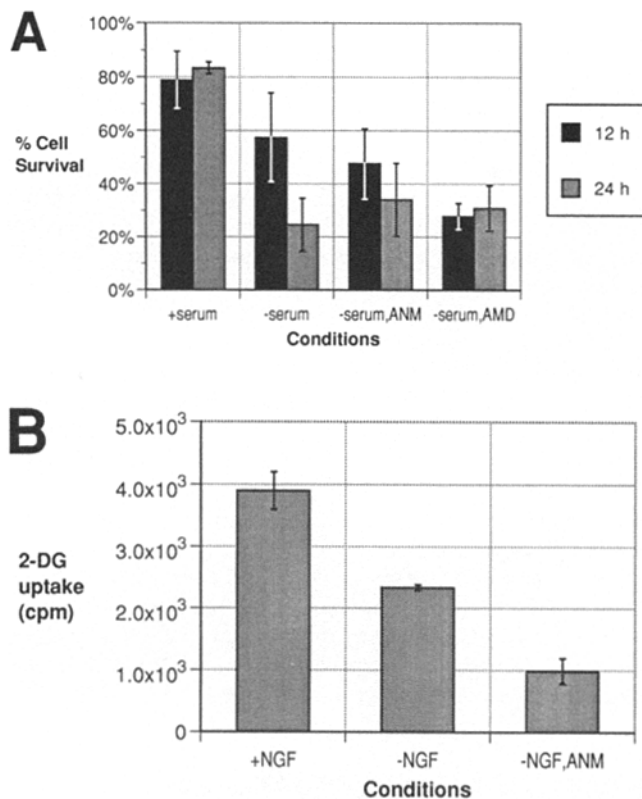 A
100%
80%
60%
40%
20%
0%
% Cell
Survival
+serum
-serum
-serum,ANM
-serum,AMD
Conditions
12 h
24 h
B
5.0x10³
4.0x10³
3.0x10³
2.0x10³
1.0x10³
0
2-DG
uptake
(cpm)
+NGF
-NGF
-NGF,ANM
Conditions